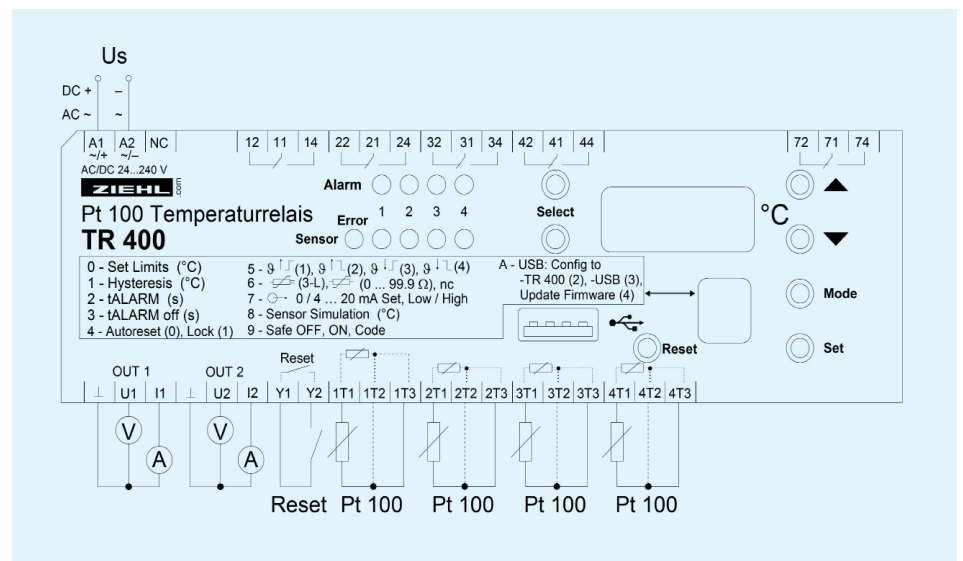 Us
DC + –
AC ~ ~
A1 A2 NC 12 11 14 22 21 24 32 31 34 42 41 44 72 71 74
~/+ ~/–
AC/DC 24...240 V
ZIEHL .com
Alarm
Select
°C
Pt 100 Temperaturrelais
Error 1 2 3 4
TR 400
Sensor
0 - Set Limits (°C)
1 - Hysteresis (°C)
2 - tALARM (s)
3 - tALARM off (s)
4 - Autoreset (0), Lock (1)
5 - ϑ (1), ϑ (2), ϑ (3), ϑ (4)
6 - (3-L), (0 ... 99.9 Ω), nc
7 - 0 / 4 ... 20 mA Set, Low / High
8 - Sensor Simulation (°C)
9 - Safe OFF, ON, Code
A - USB: Config to
-TR 400 (2), -USB (3),
Update Firmware (4)
Mode
Set
Reset
Reset
OUT 1 OUT 2
⊥ U1 I1 ⊥ U2 I2 Y1 Y2 1T1 1T2 1T3 2T1 2T2 2T3 3T1 3T2 3T3 4T1 4T2 4T3
V V
A A
Reset Pt 100 Pt 100 Pt 100 Pt 100